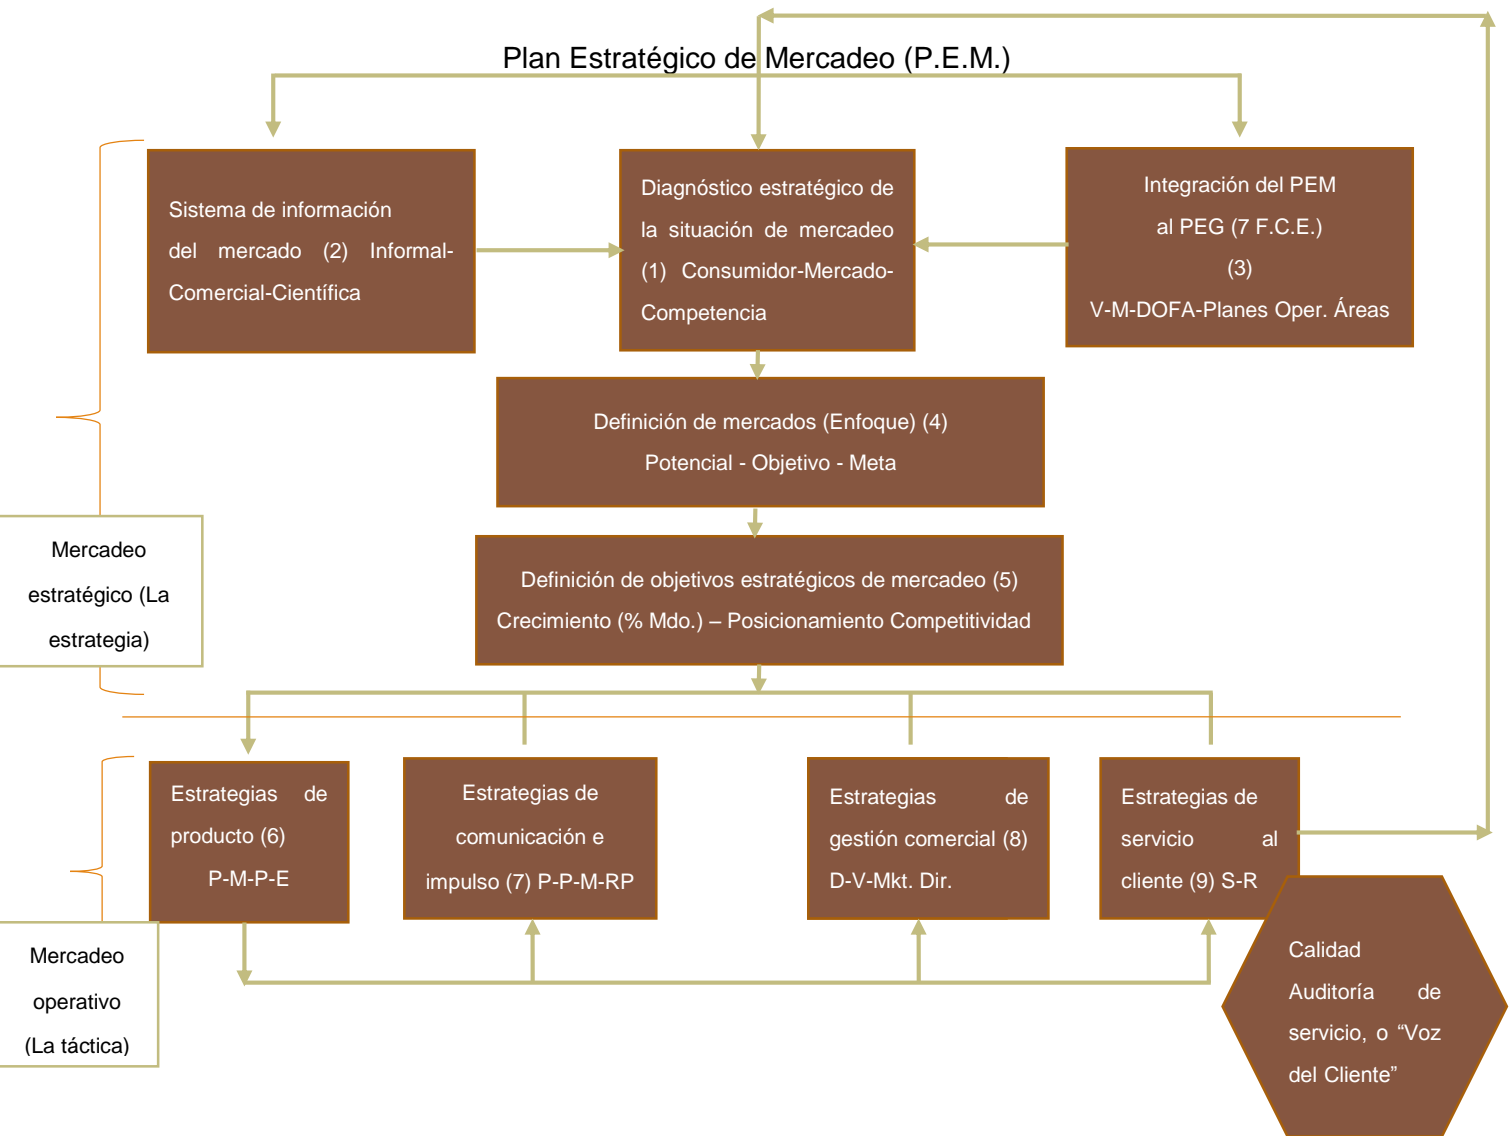 Plan Estratégico de Mercadeo (P.E.M.)
Sistema de información
del mercado (2) Informal-
Comercial-Científica
Diagnóstico estratégico de
la situación de mercadeo
(1) Consumidor-Mercado-
Competencia
Integración del PEM
al PEG (7 F.C.E.)
(3)
V-M-DOFA-Planes Oper. Áreas
Definición de mercados (Enfoque) (4)
Potencial - Objetivo - Meta
Mercadeo
estratégico (La
estrategia)
Definición de objetivos estratégicos de mercadeo (5)
Crecimiento (% Mdo.) – Posicionamiento Competitividad
Estrategias de
producto (6)
P-M-P-E
Estrategias de
comunicación e
impulso (7) P-P-M-RP
Estrategias de
gestión comercial (8)
D-V-Mkt. Dir.
Estrategias de
servicio al
cliente (9) S-R
Mercadeo
operativo
(La táctica)
Calidad
Auditoría de
servicio, o “Voz
del Cliente”